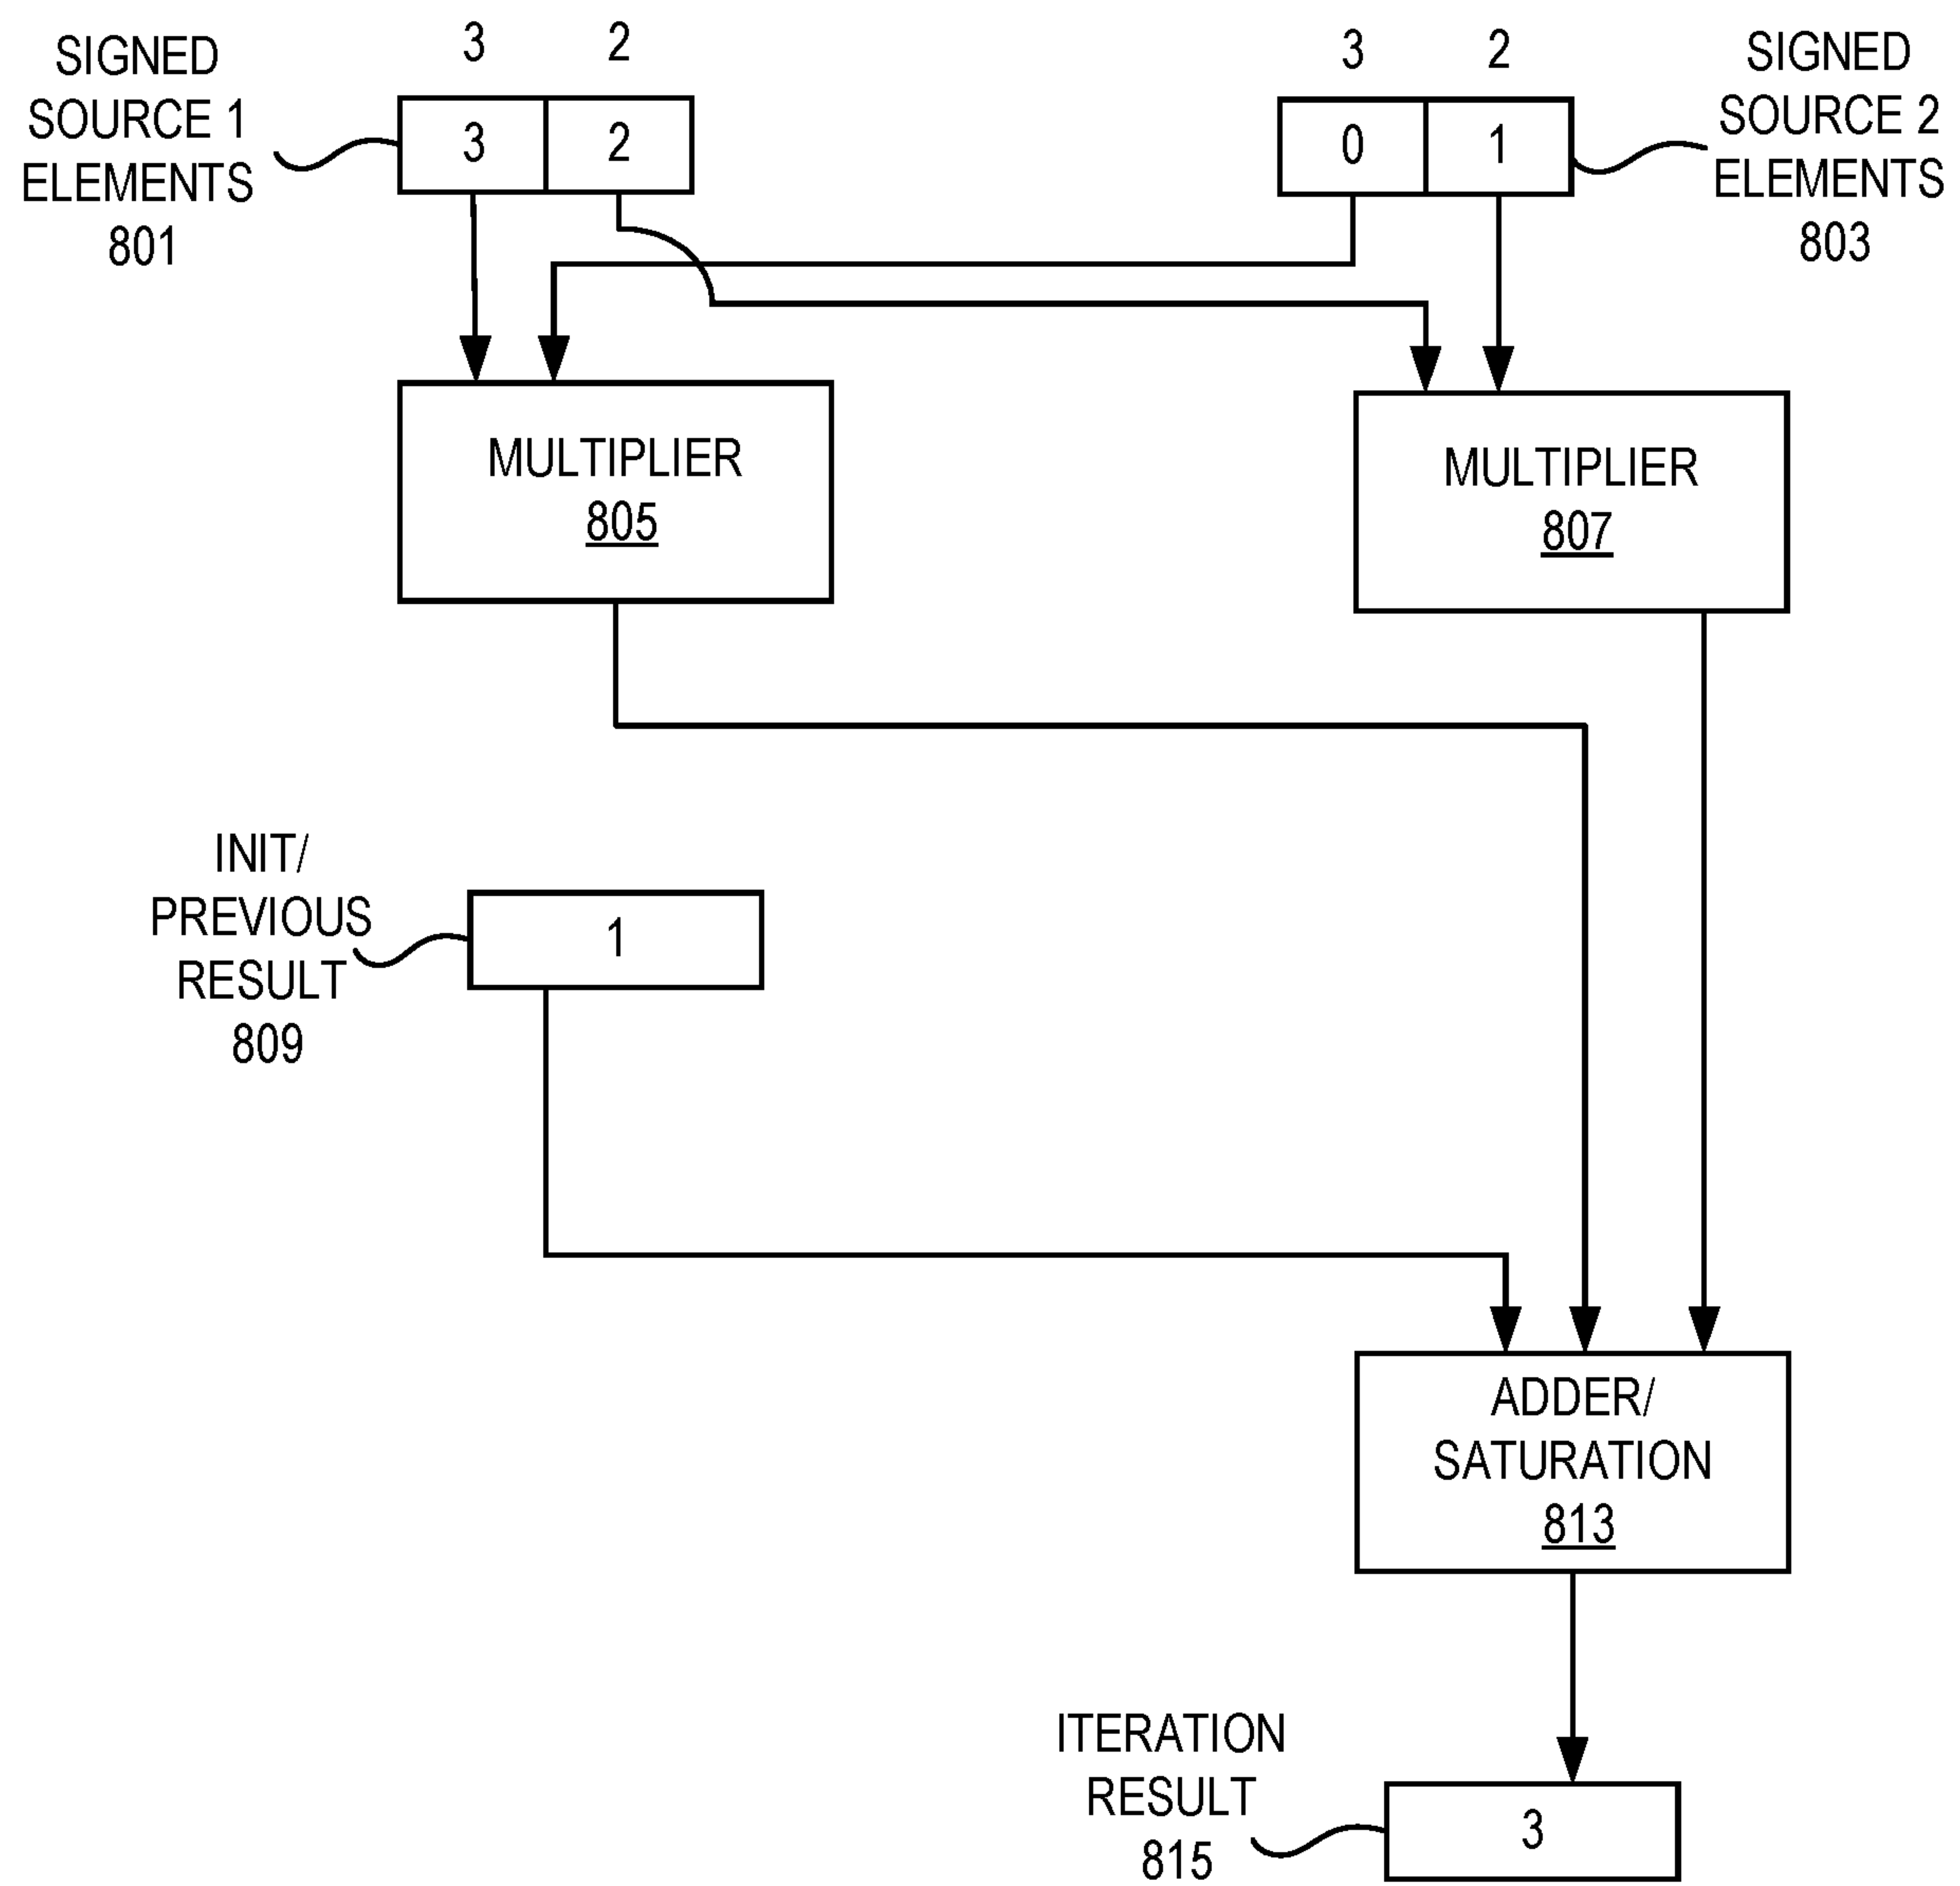 SIGNED
SOURCE 1
ELEMENTS
801
3 2
3 2
3 2
0 1
SIGNED
SOURCE 2
ELEMENTS
803
MULTIPLIER
805
MULTIPLIER
807
INIT/
PREVIOUS
RESULT
809
1
ADDER/
SATURATION
813
ITERATION
RESULT
815
3